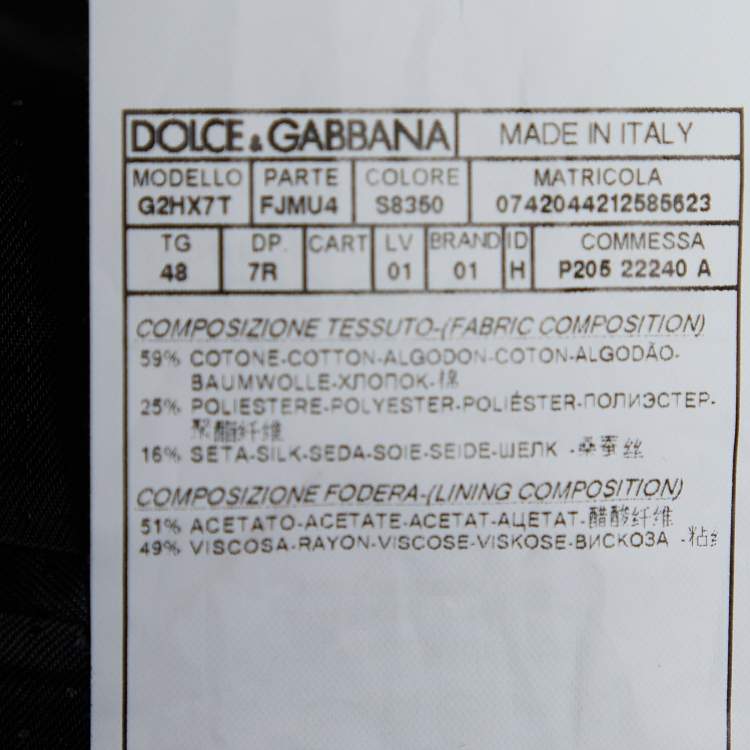 DOLCE & GABBANA MADE IN ITALY
MODELLO PARTE COLORE MATRICOLA
G2HX7T FJMU4 S8350 0742044212585623
TG DP. CART LV BRAND ID COMMESSA
48 7R 01 01 H P205 22240 A
COMPOSIZIONE TESSUTO-(FABRIC COMPOSITION)
59% COTONE-COTTON-ALGODON-COTON-ALGODÃO-
BAUMWOLLE-ХЛОПОК-棉
25% POLIESTERE-POLYESTER-POLIÉSTER-ПОЛИЭСТЕР-
聚酯纤维
16% SETA-SILK-SEDA-SOIE-SEIDE-ШЕЛК -桑蚕丝
COMPOSIZIONE FODERA-(LINING COMPOSITION)
51% ACETATO-ACETATE-ACETAT-АЦЕТАТ-醋酸纤维
49% VISCOSA-RAYON-VISCOSE-VISKOSE-ВИСКОЗА -粘